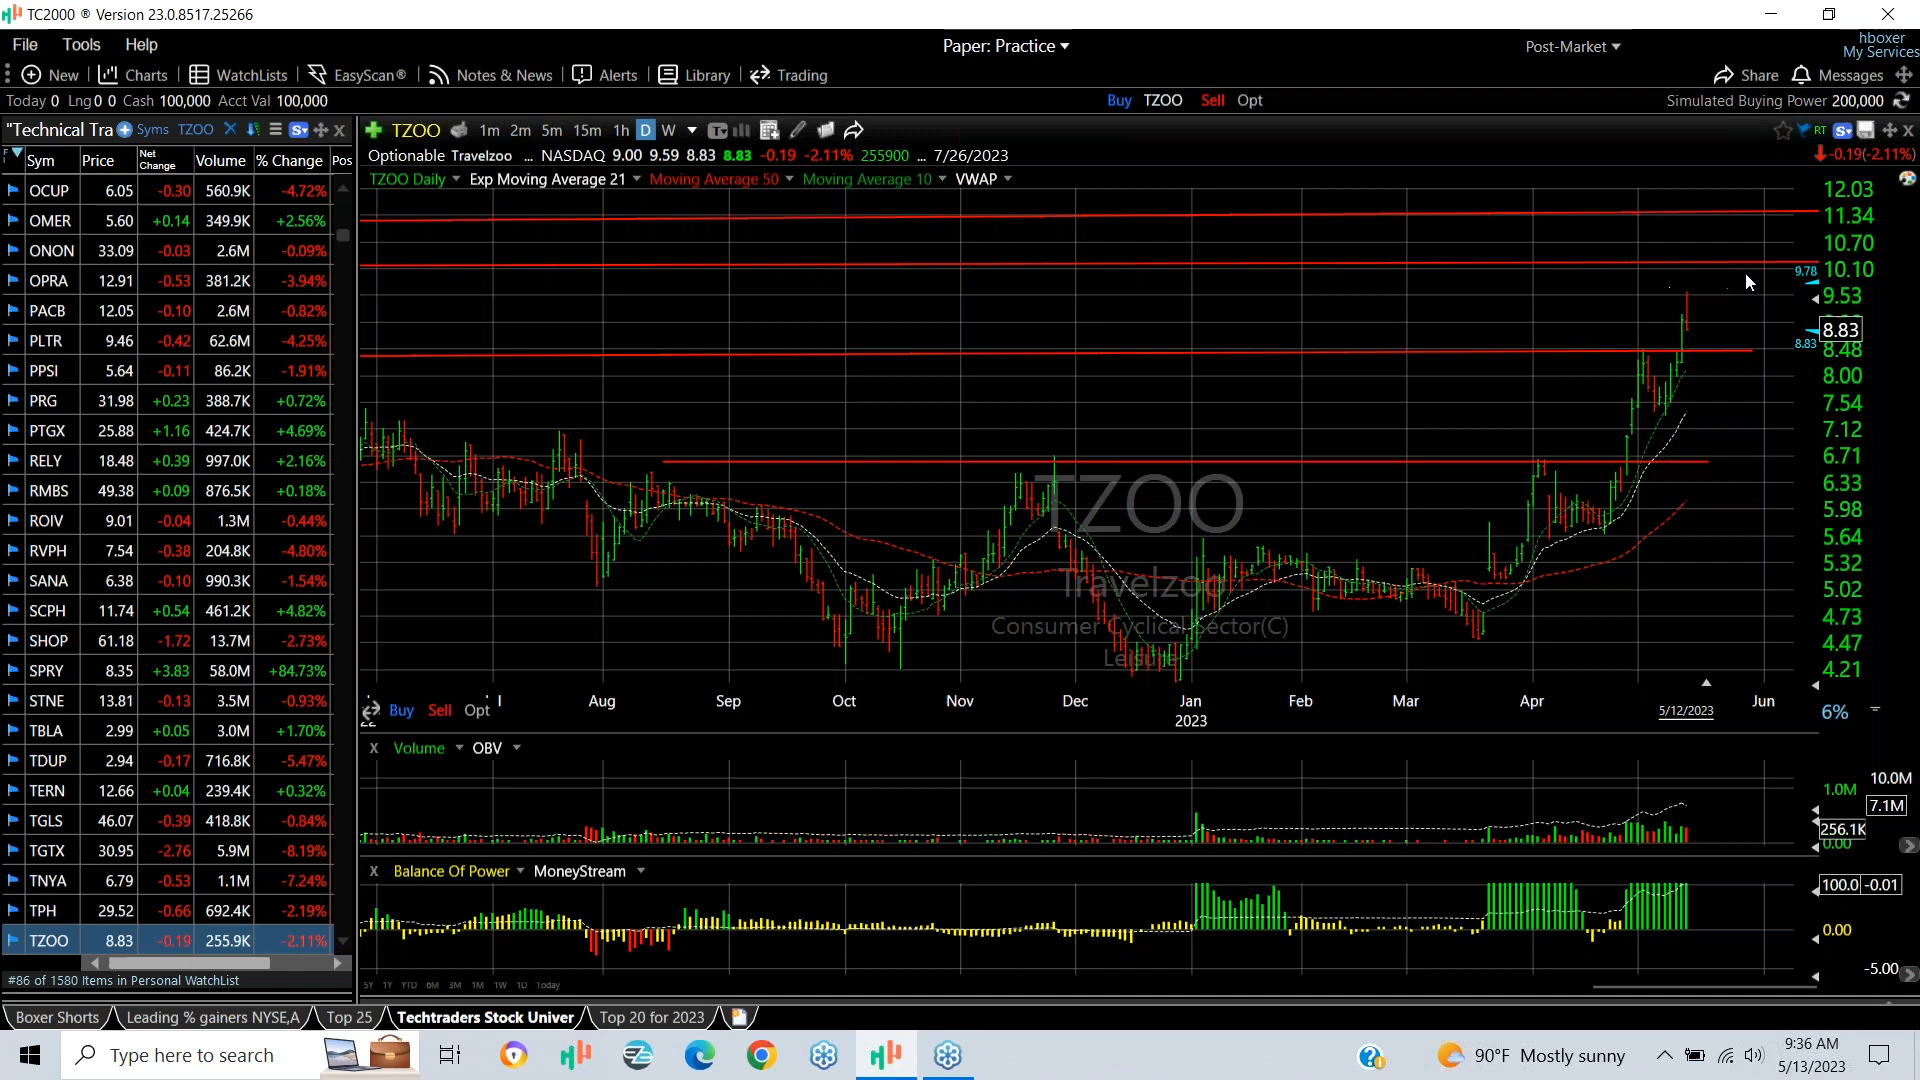 TC2000 ® Version 23.0.8517.25266
File Tools Help
Paper: Practice
Post-Market
hboxer
My Services
New Charts WatchLists EasyScan® Notes & News Alerts Library Trading
Share Messages
Today 0 Lng 0 0 Cash 100,000 Acct Val 100,000
Buy TZOO Sell Opt
Simulated Buying Power 200,000
"Technical Tra Syms TZOO
TZOO 1m 2m 5m 15m 1h D W
RT
Sym Price Net Change Volume % Change Pos
Optionable Travelzoo ... NASDAQ 9.00 9.59 8.83 8.83 -0.19 -2.11% 255900 ... 7/26/2023
-0.19(-2.11%)
TZOO Daily Exp Moving Average 21 Moving Average 50 Moving Average 10 VWAP
OCUP 6.05 -0.30 560.9K -4.72%
OMER 5.60 +0.14 349.9K +2.56%
ONON 33.09 -0.03 2.6M -0.09%
OPRA 12.91 -0.53 381.2K -3.94%
PACB 12.05 -0.10 2.6M -0.82%
PLTR 9.46 -0.42 62.6M -4.25%
PPSI 5.64 -0.11 86.2K -1.91%
PRG 31.98 +0.23 388.7K +0.72%
PTGX 25.88 +1.16 424.7K +4.69%
RELY 18.48 +0.39 997.0K +2.16%
RMBS 49.38 +0.09 876.5K +0.18%
ROIV 9.01 -0.04 1.3M -0.44%
RVPH 7.54 -0.38 204.8K -4.80%
SANA 6.38 -0.10 990.3K -1.54%
SCPH 11.74 +0.54 461.2K +4.82%
SHOP 61.18 -1.72 13.7M -2.73%
SPRY 8.35 +3.83 58.0M +84.73%
STNE 13.81 -0.13 3.5M -0.93%
TBLA 2.99 +0.05 3.0M +1.70%
TDUP 2.94 -0.17 716.8K -5.47%
TERN 12.66 +0.04 239.4K +0.32%
TGLS 46.07 -0.39 418.8K -0.84%
TGTX 30.95 -2.76 5.9M -8.19%
TNYA 6.79 -0.53 1.1M -7.24%
TPH 29.52 -0.66 692.4K -2.19%
TZOO 8.83 -0.19 255.9K -2.11%
#86 of 1580 Items in Personal WatchList
12.03
11.34
10.70
9.78
10.10
9.53
8.83
8.83
8.48
8.00
7.54
7.12
6.71
6.33
5.98
5.64
5.32
5.02
4.73
4.47
4.21
TZOO
Travelzoo
Consumer Cyclical Sector(C)
Leisure
Aug Sep Oct Nov Dec Jan Feb Mar Apr Jun
2023
5/12/2023
6%
Buy Sell Opt
22
Volume OBV
10.0M
1.0M
7.1M
256.1K
0.00
Balance Of Power MoneyStream
100.0 -0.01
0.00
-5.00
5Y 1Y YTD 6M 3M 1M 1W 1D Today
Boxer Shorts Leading % gainers NYSE,A Top 25 Techtraders Stock Univer Top 20 for 2023
Type here to search
90°F Mostly sunny
9:36 AM
5/13/2023